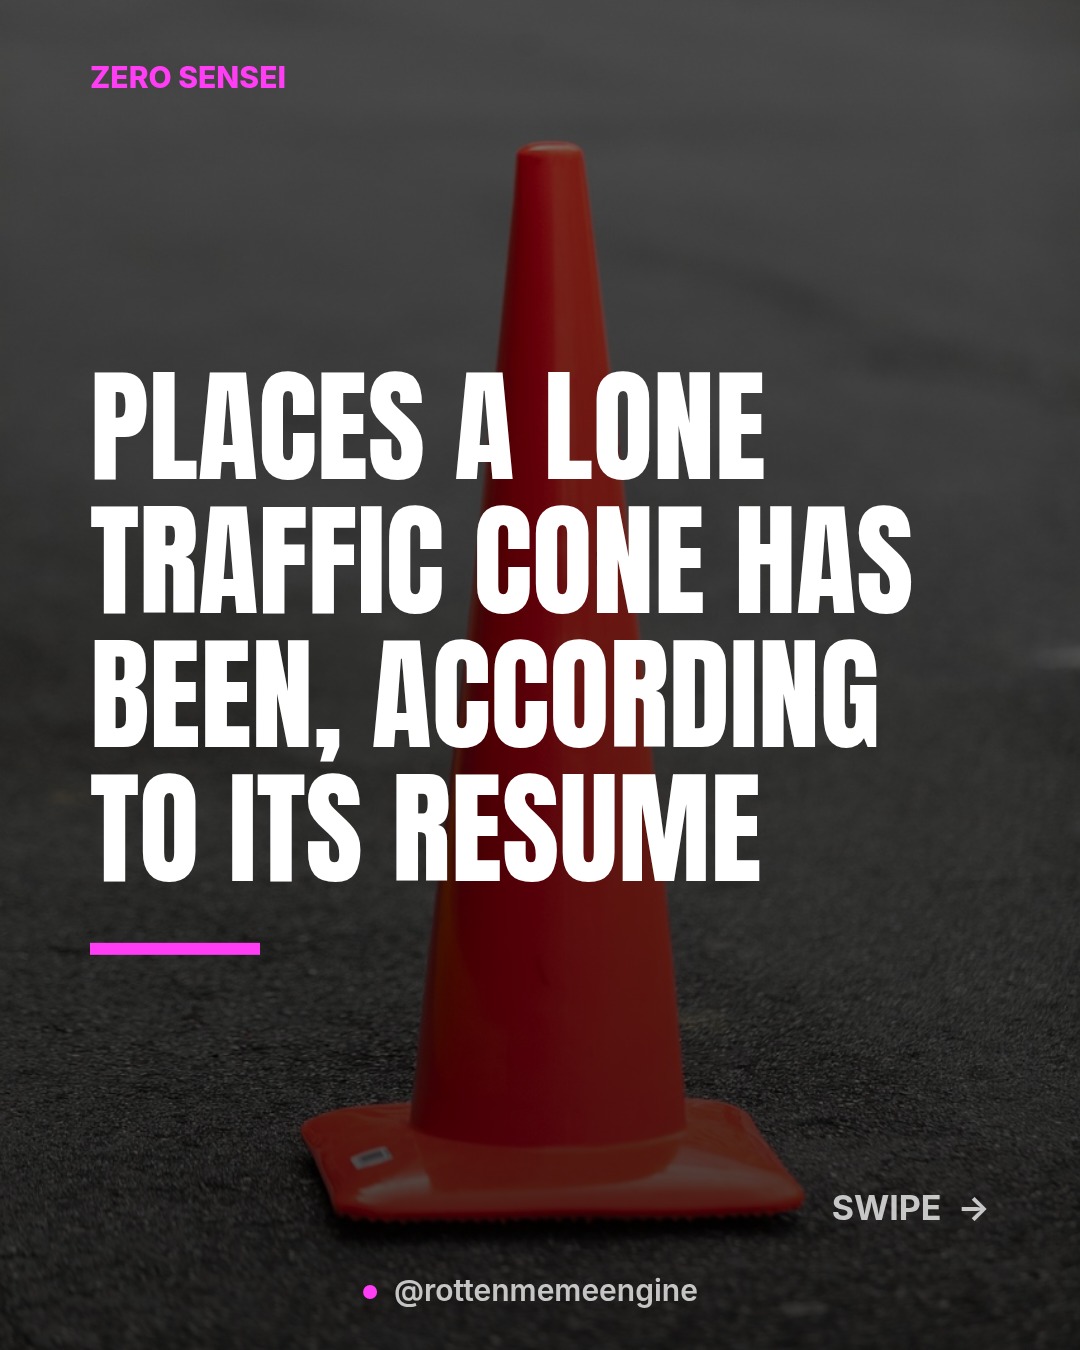 ZERO SENSEI
PLACES A LONE
TRAFFIC CONE HAS
BEEN, ACCORDING
TO ITS RESUME
SWIPE →
@rottenmemeengine